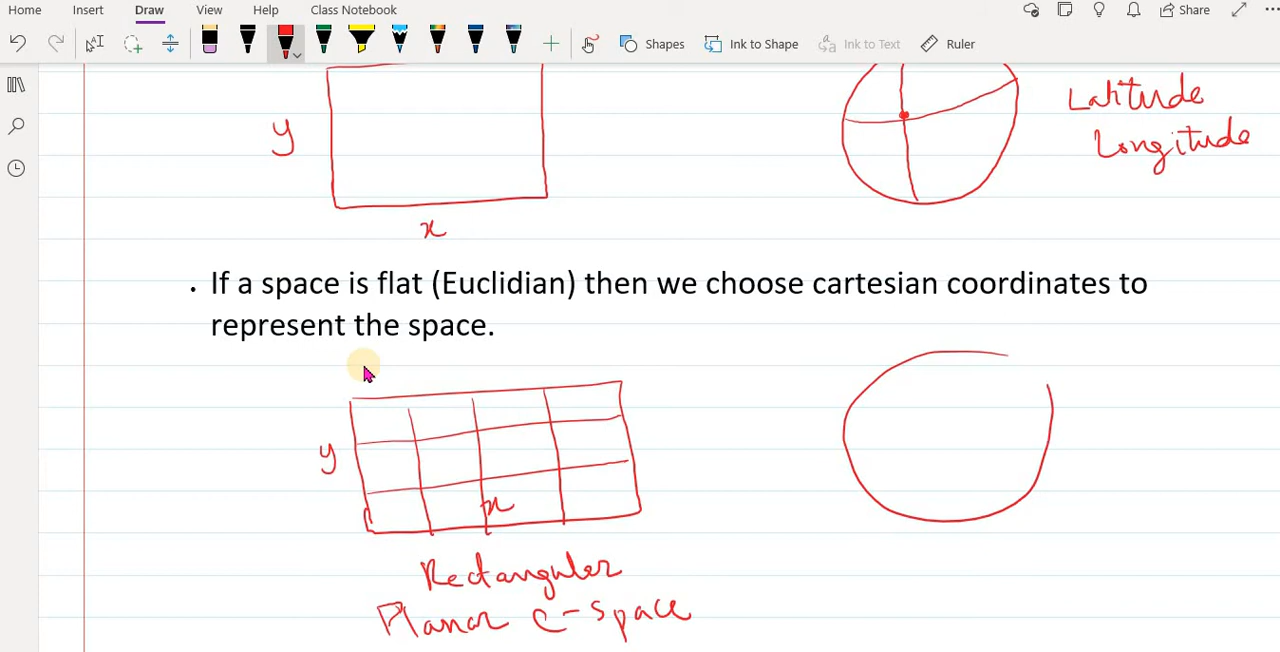 Home Insert Draw View Help Class Notebook Share
Shapes Ink to Shape Ink to Text Ruler
y
x
Latitude
Longitude
. If a space is flat (Euclidian) then we choose cartesian coordinates to
represent the space.
y
x
Rectangular
Planar C-space